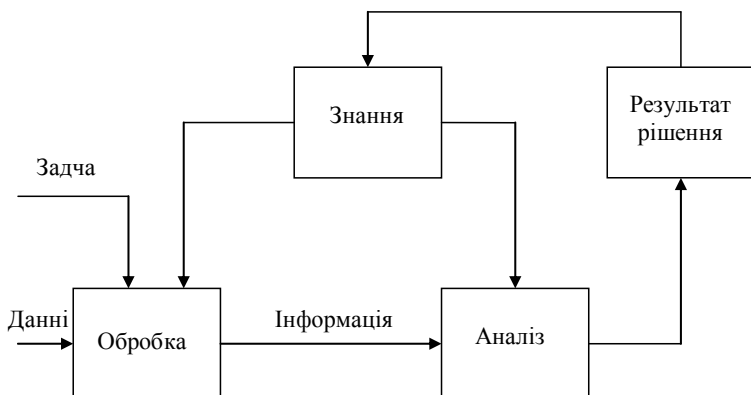 Знання
Результат
рішення
Задча
Данні
Обробка
Інформація
Аналіз